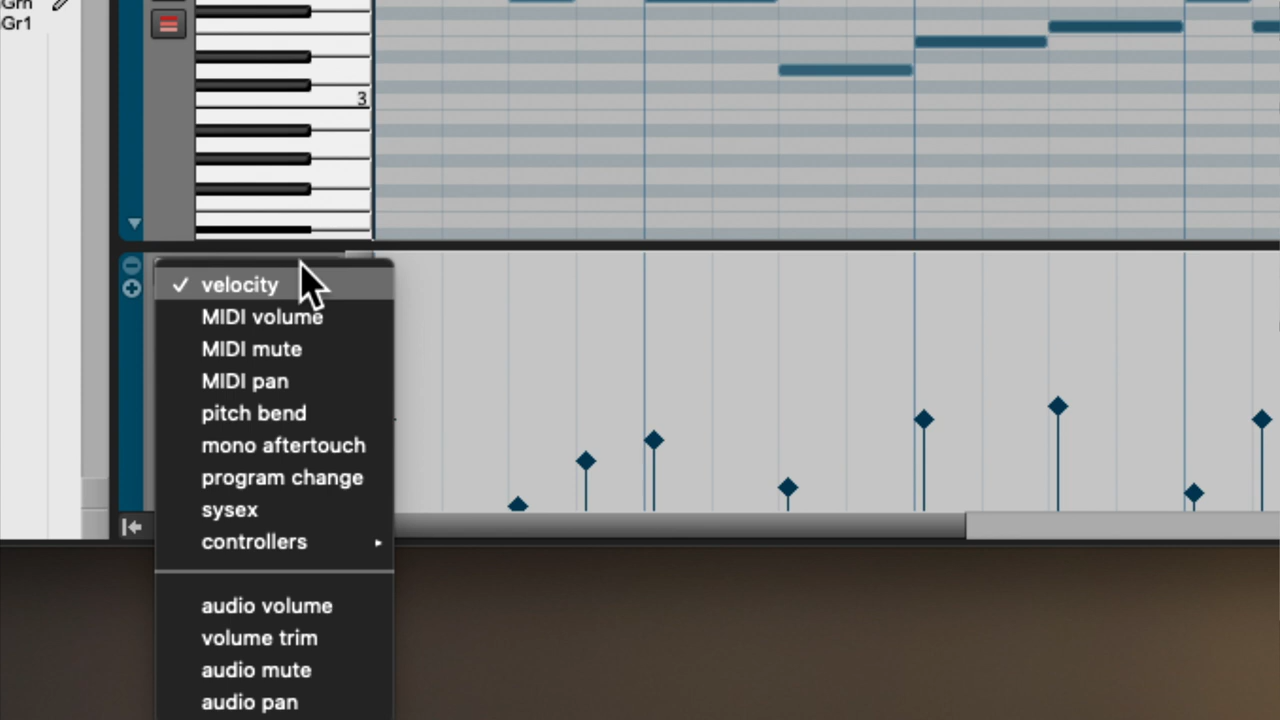 Gr1
3
velocity
MIDI volume
MIDI mute
MIDI pan
pitch bend
mono aftertouch
program change
sysex
controllers
audio volume
volume trim
audio mute
audio pan